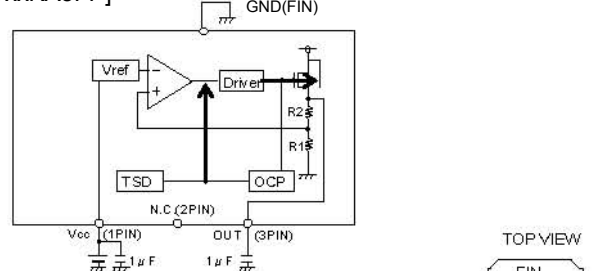 GND(FIN)
Vref
Driver
R2
R1
TSD
OCP
N.C.(2PIN)
Vcc (1PIN)
OUT (3PIN)
1μF
1μF
TOP VIEW
FIN